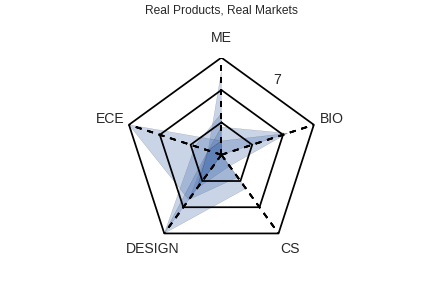 Real Products, Real Markets
ME
7
ECE
BIO
DESIGN
CS